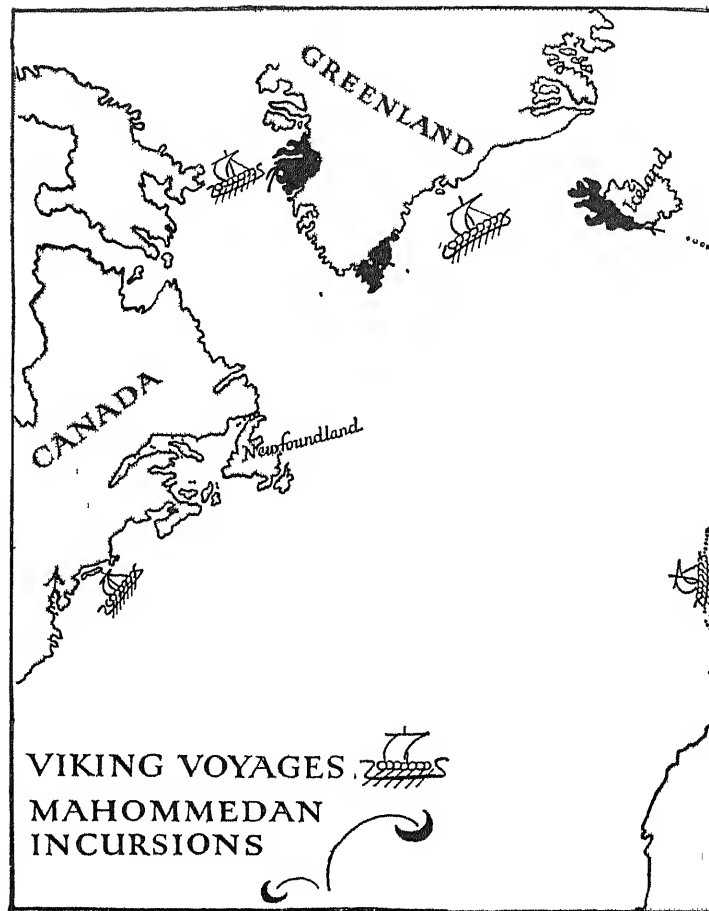 GREENLAND
Iceland
CANADA
Newfoundland
VIKING VOYAGES
MAHOMMEDAN
INCURSIONS